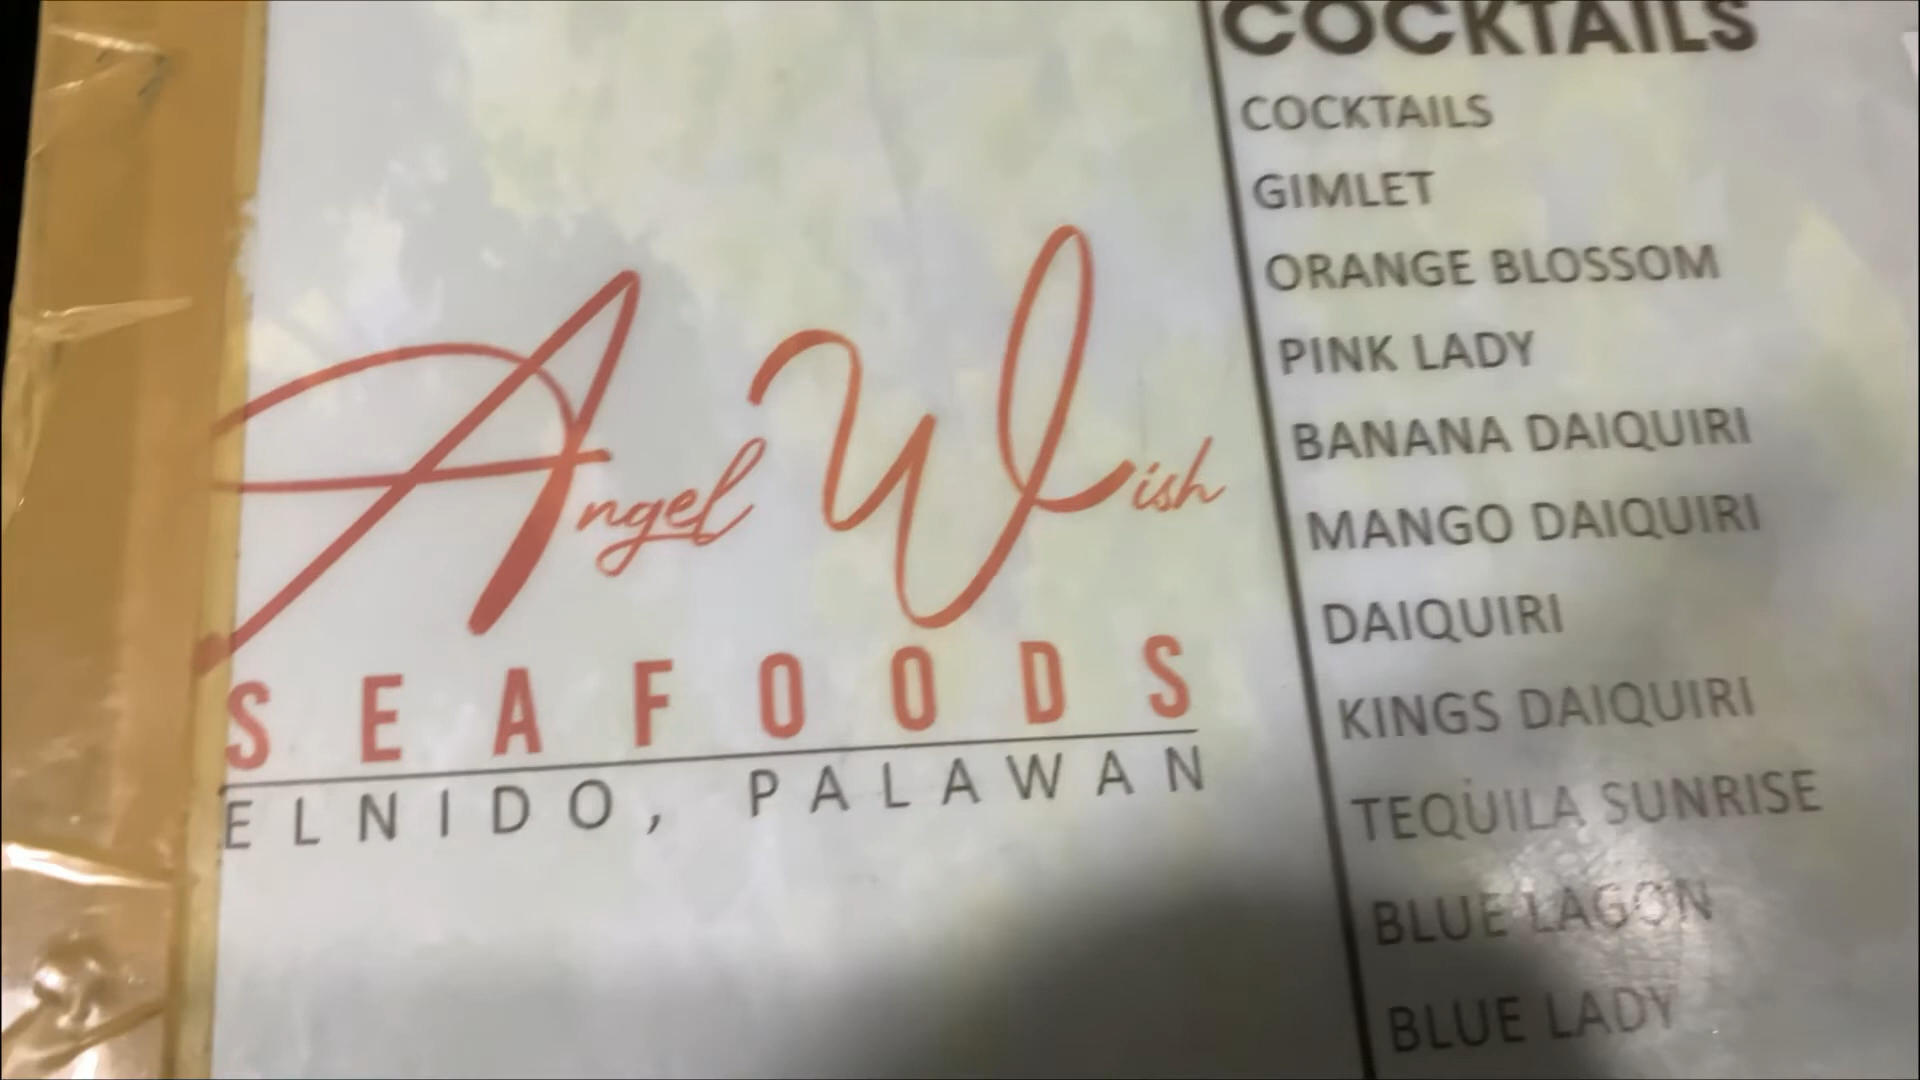 Angel Wish
SEAFOODS
ELNIDO, PALAWAN
COCKTAILS
COCKTAILS
GIMLET
ORANGE BLOSSOM
PINK LADY
BANANA DAIQUIRI
MANGO DAIQUIRI
DAIQUIRI
KINGS DAIQUIRI
TEQUILA SUNRISE
BLUE LAGON
BLUE LADY